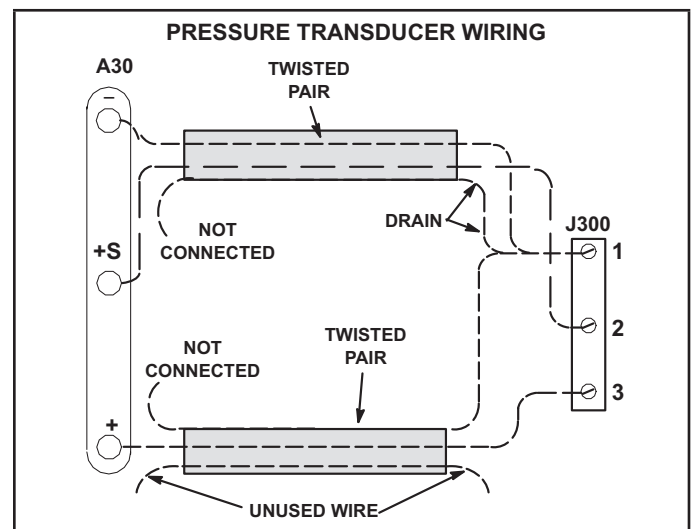 PRESSURE TRANSDUCER WIRING
A30
TWISTED
PAIR
–
DRAIN
NOT
CONNECTED
J300
1
+S
2
TWISTED
PAIR
NOT
CONNECTED
3
+
UNUSED WIRE